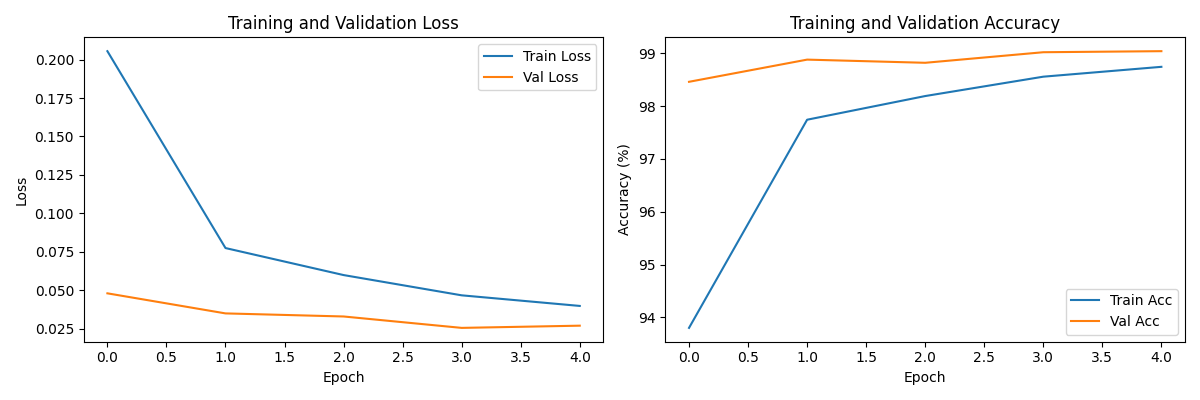 Training and Validation Loss
Train Loss
Val Loss
0.200
0.175
0.150
0.125
0.100
0.075
0.050
0.025
Loss
0.0 0.5 1.0 1.5 2.0 2.5 3.0 3.5 4.0
Epoch
Training and Validation Accuracy
99
98
97
96
95
94
Accuracy (%)
Train Acc
Val Acc
0.0 0.5 1.0 1.5 2.0 2.5 3.0 3.5 4.0
Epoch